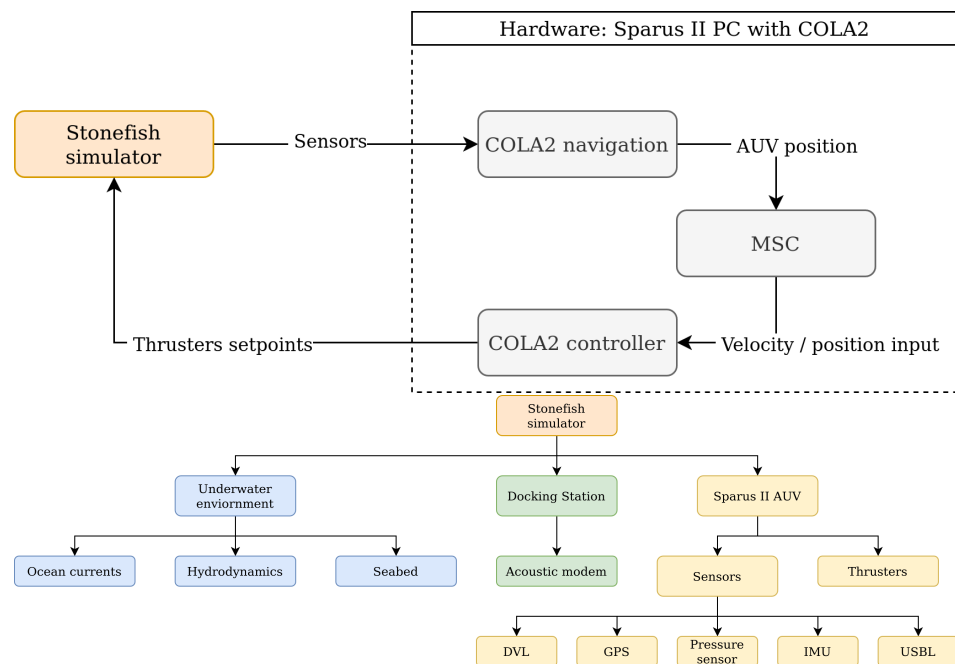 Hardware: Sparus II PC with COLA2
Stonefish
simulator
Sensors
COLA2 navigation
AUV position
MSC
Thrusters setpoints
COLA2 controller
Velocity / position input
Stonefish
simulator
Underwater
enviornment
Docking Station
Sparus II AUV
Ocean currents
Hydrodynamics
Seabed
Acoustic modem
Sensors
Thrusters
DVL
GPS
Pressure
sensor
IMU
USBL